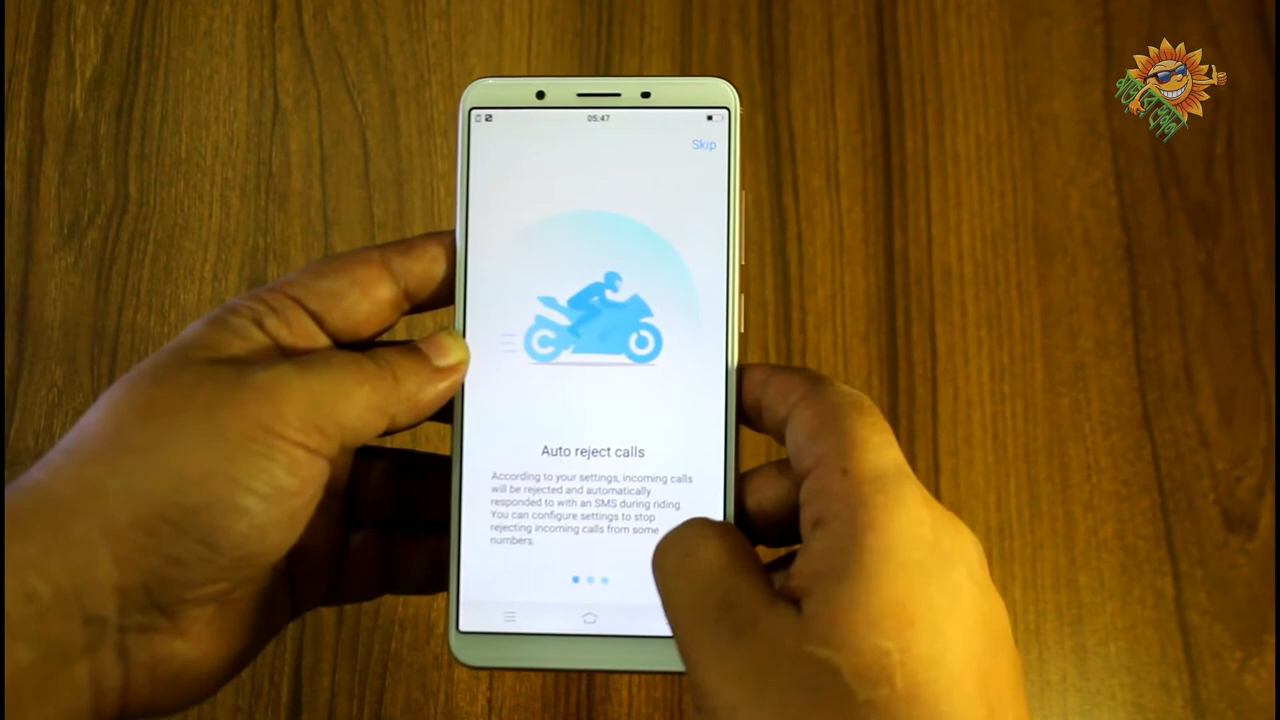 05:47
Skip
Auto reject calls
According to your settings, incoming calls
will be rejected and automatically
responded to with an SMS during riding.
You can configure settings to stop
rejecting incoming calls from some
numbers.